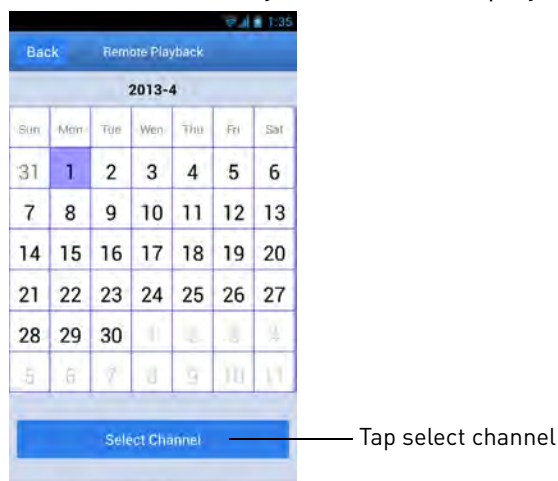 1:35
Back Remote Playback
2013-4
Sun Mon Tue Wen Thu Fri Sat
31 1 2 3 4 5 6
7 8 9 10 11 12 13
14 15 16 17 18 19 20
21 22 23 24 25 26 27
28 29 30 1 2 3 4
5 6 7 8 9 10 11
Select Channel Tap select channel